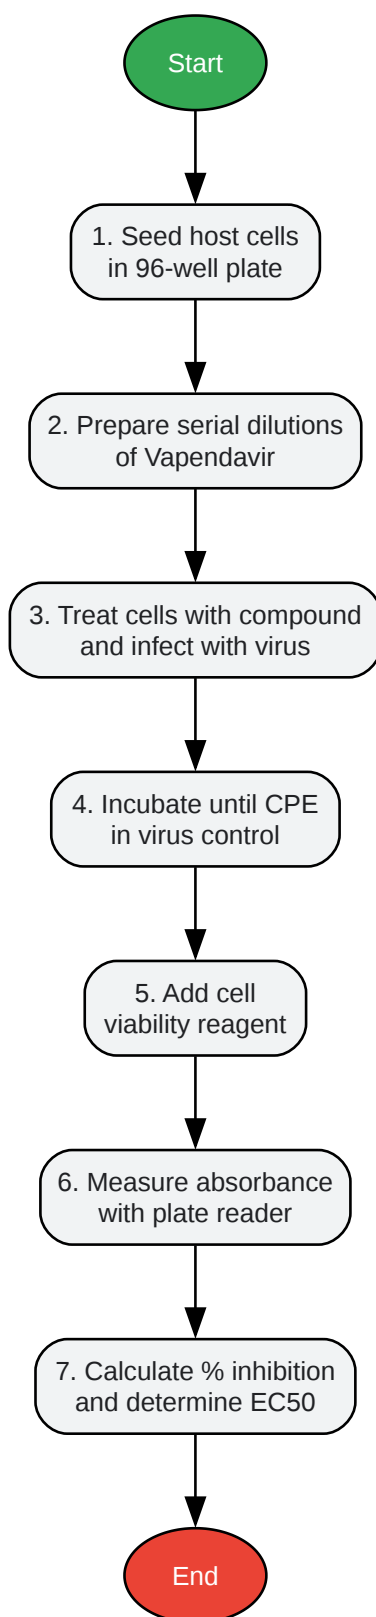 Start
1. Seed host cells
in 96-well plate
2. Prepare serial dilutions
of Vapendavir
3. Treat cells with compound
and infect with virus
4. Incubate until CPE
in virus control
5. Add cell
viability reagent
6. Measure absorbance
with plate reader
7. Calculate % inhibition
and determine EC50
End